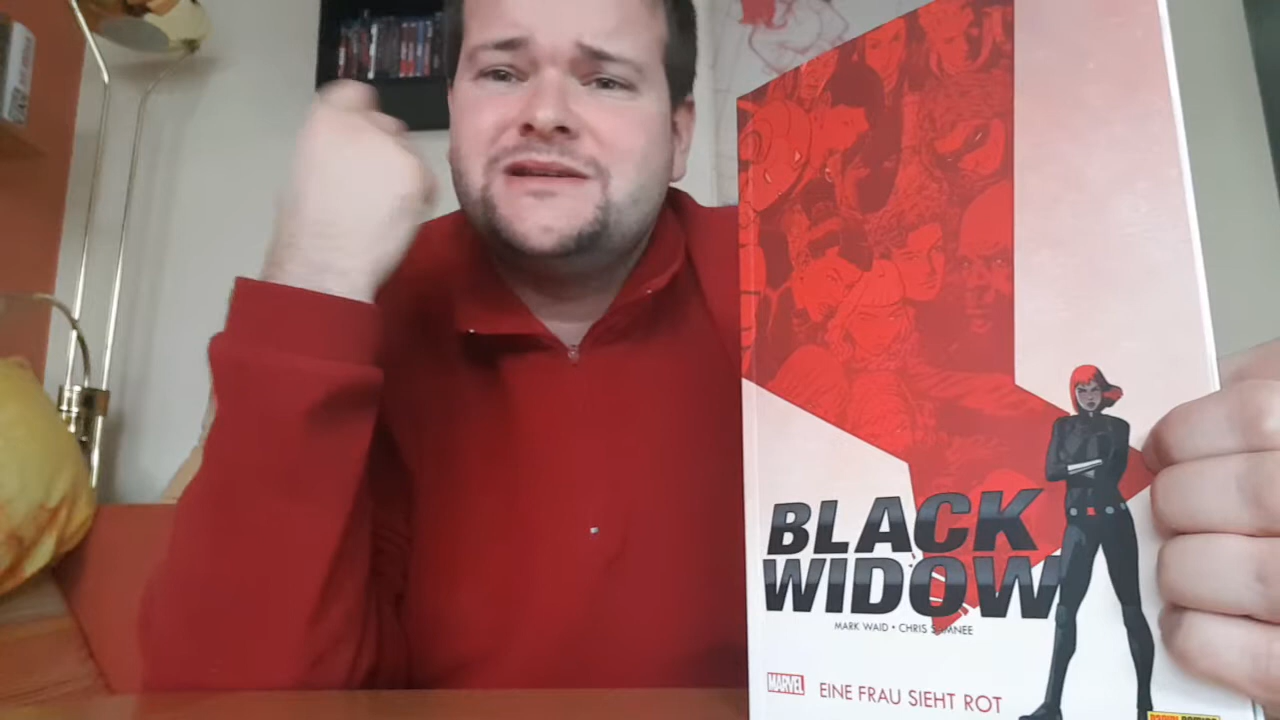 BLACK
WIDOW
MARK WAID • CHRIS SAMNEE
MARVEL
EINE FRAU SIEHT ROT